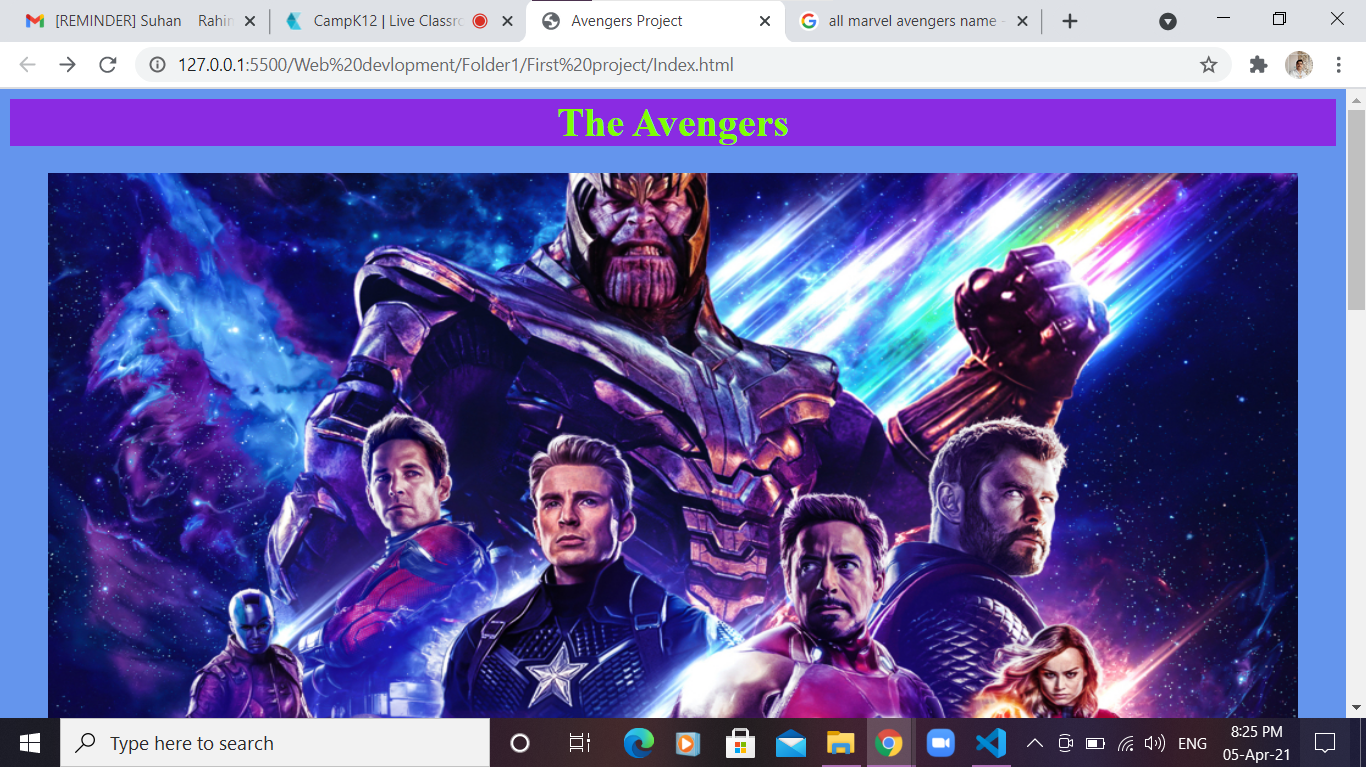 [REMINDER] Suhan Rahim
CampK12 | Live Classro
Avengers Project
all marvel avengers name -
127.0.0.1:5500/Web%20devlopment/Folder1/First%20project/Index.html
The Avengers
Type here to search
ENG
8:25 PM
05-Apr-21